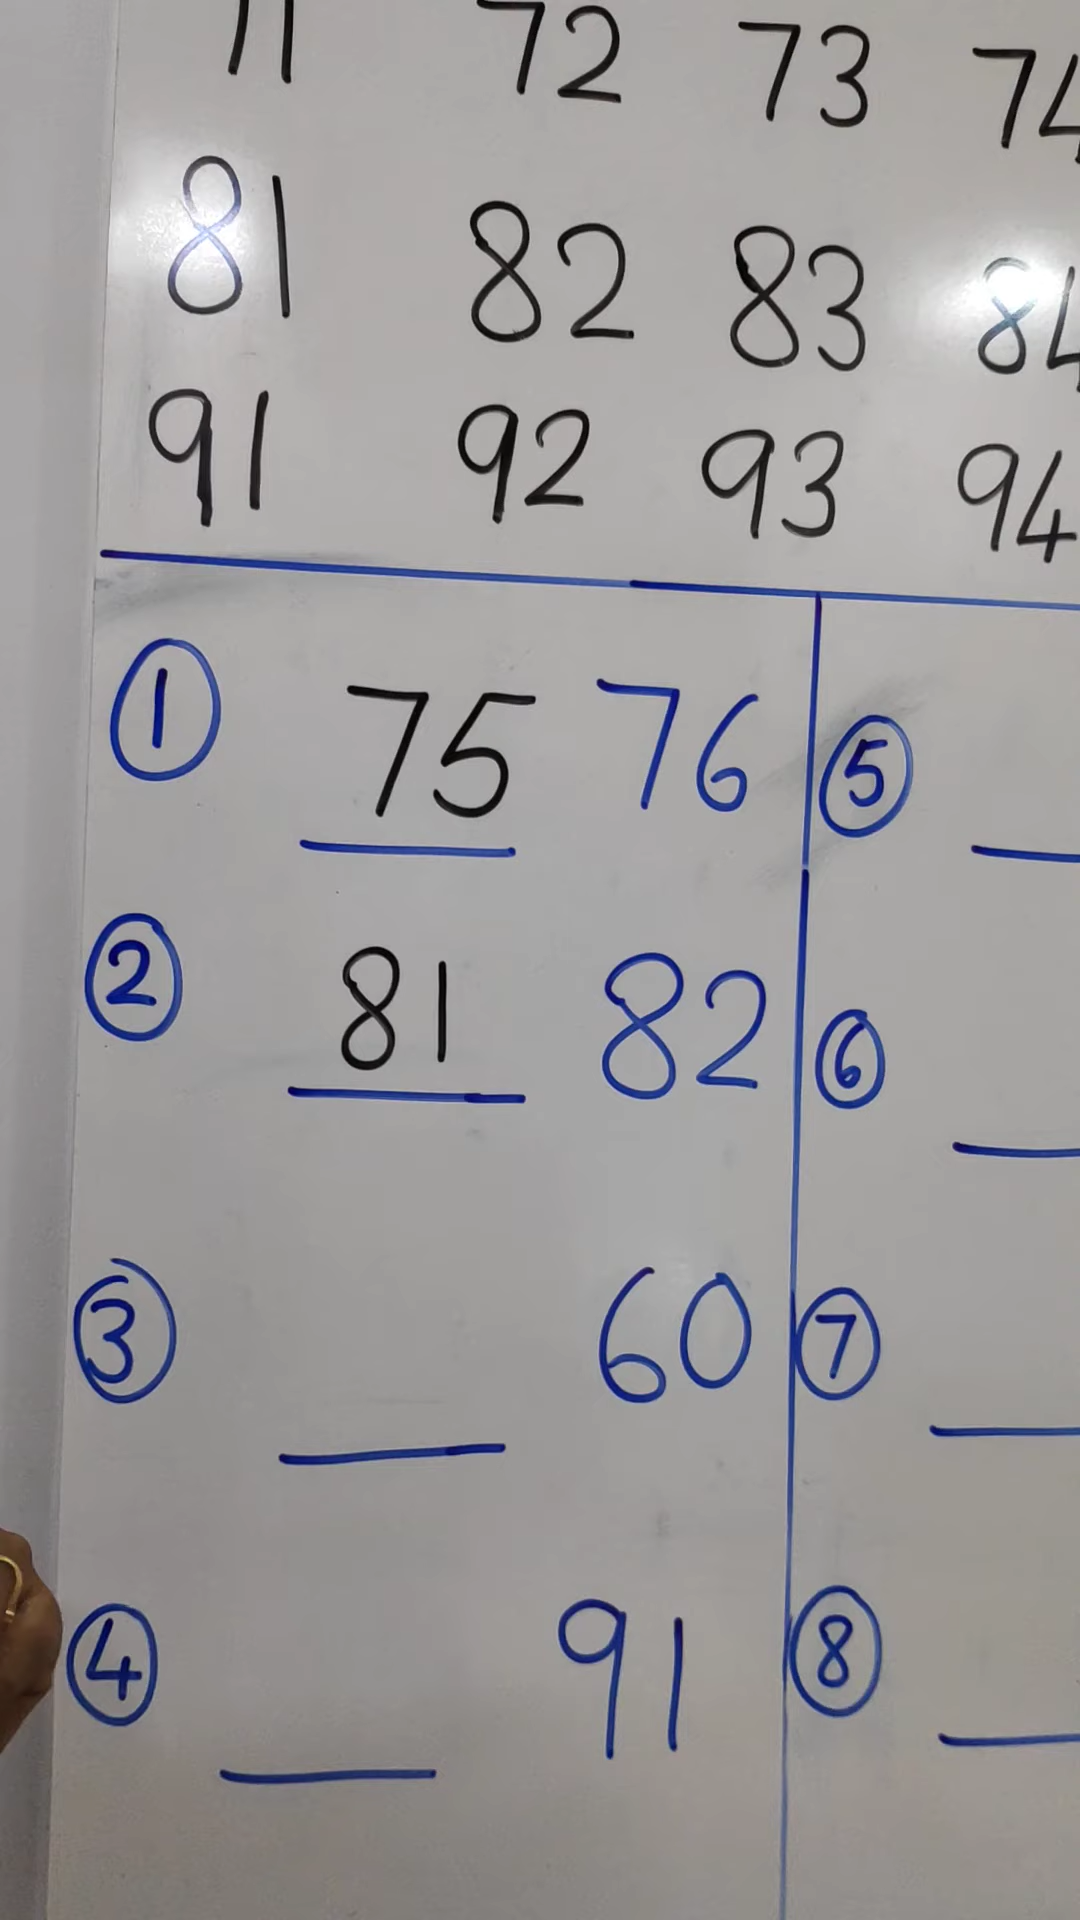 71 72 73 74
81 82 83 84
91 92 93 94
① 75 76
② 81 82
③ 60
④ 91
⑤
⑥
⑦
⑧